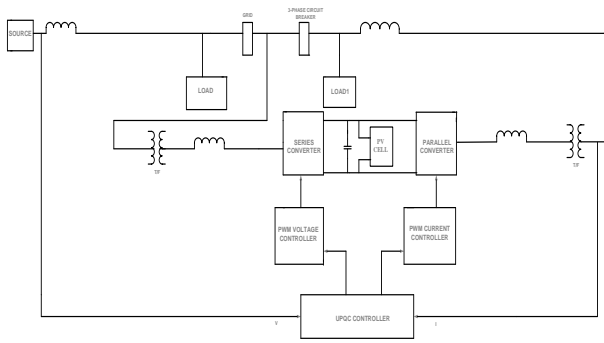 GRID
3-PHASE CIRCUIT
BREAKER
SOURCE
LOAD
LOAD1
SERIES
CONVERTER
PV
CELL
PARALLEL
CONVERTER
T/F
T/F
PWM VOLTAGE
CONTROLLER
PWM CURRENT
CONTROLLER
UPQC CONTROLLER
V
I